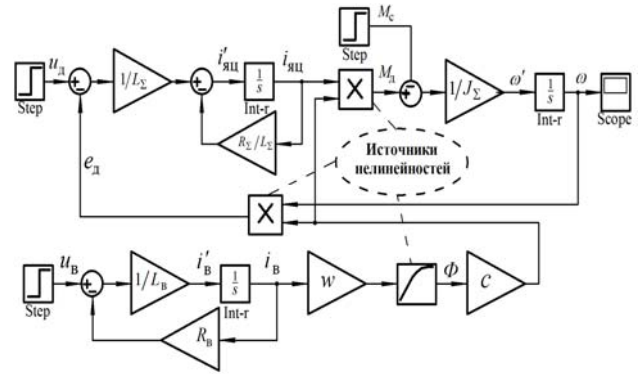 Step
u_д
1/L_Σ
i'_яц
1/s
Int-r
i_яц
R_Σ/L_Σ
X
M_д
Step
M_с
1/J_Σ
ω'
1/s
Int-r
ω
Scope
e_д
X
Источники
нелинейностей
Step
u_в
1/L_в
i'_в
1/s
Int-r
i_в
R_в
w
Φ
c